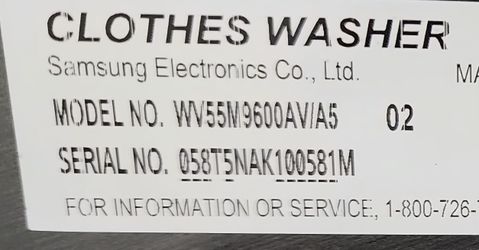 CLOTHES WASHER
Samsung Electronics Co., Ltd. MA
MODEL NO. WV55M9600AV/A5 02
SERIAL NO. 058T5NAK100581M
FOR INFORMATION OR SERVICE, 1-800-726-